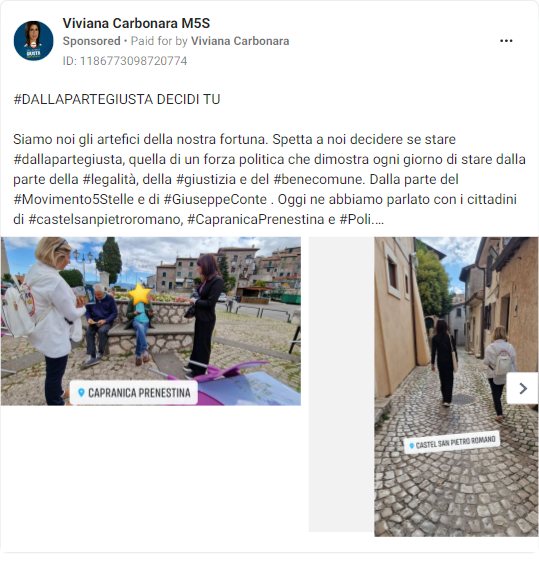 Viviana Carbonara M5S
Sponsored • Paid for by Viviana Carbonara
ID: 1186773098720774
#DALLAPARTEGIUSTA DECIDI TU
Siamo noi gli artefici della nostra fortuna. Spetta a noi decidere se stare
#dallapartegiusta, quella di un forza politica che dimostra ogni giorno di stare dalla
parte della #legalità, della #giustizia e del #benecomune. Dalla parte del
#Movimento5Stelle e di #GiuseppeConte . Oggi ne abbiamo parlato con i cittadini
di #castelsanpietroromano, #CapranicaPrenestina e #Poli....
CAPRANICA PRENESTINA
CASTEL SAN PIETRO ROMANO